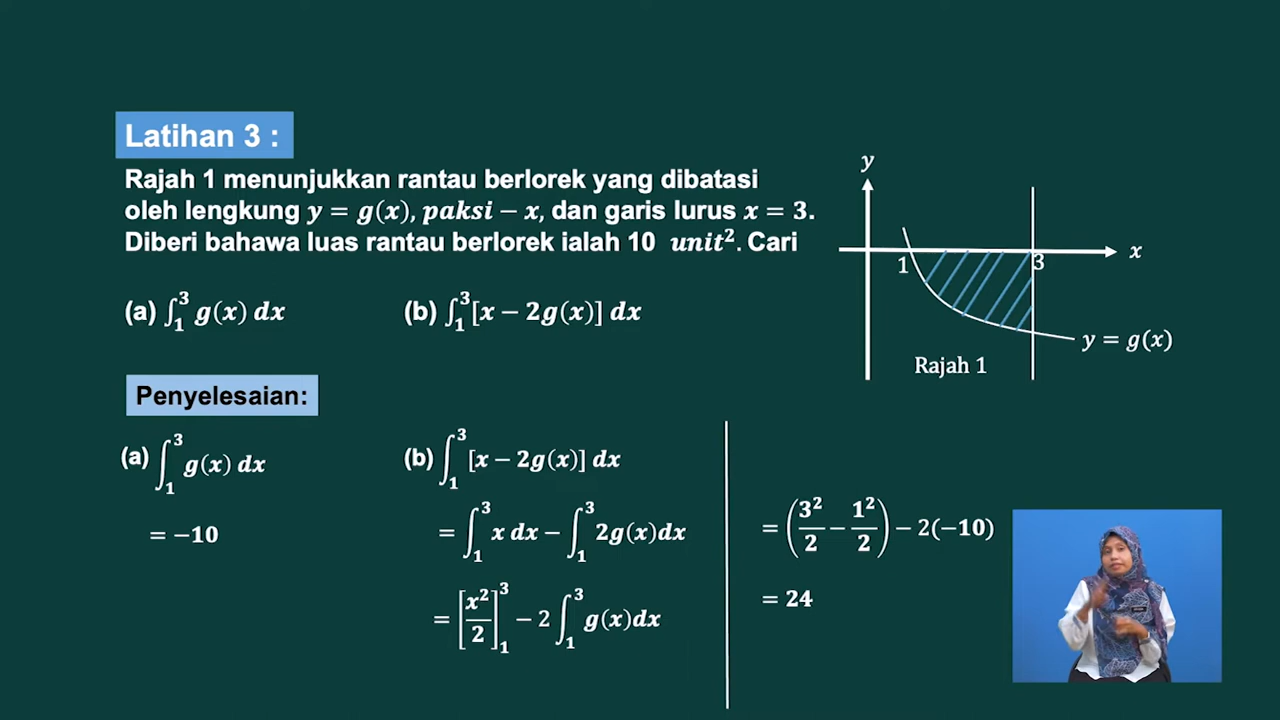 Latihan 3 :
Rajah 1 menunjukkan rantau berlorek yang dibatasi
oleh lengkung y = g(x), paksi − x, dan garis lurus x = 3.
Diberi bahawa luas rantau berlorek ialah 10 unit². Cari
(a) ∫₁³ g(x) dx
(b) ∫₁³[x − 2g(x)] dx
y
x
1
3
y = g(x)
Rajah 1
Penyelesaian:
(a) ∫₁³ g(x) dx
= −10
(b) ∫₁³ [x − 2g(x)] dx
= ∫₁³ x dx − ∫₁³ 2g(x)dx
= [x²/2]₁³ − 2 ∫₁³ g(x)dx
= (3²/2 − 1²/2) − 2(−10)
= 24